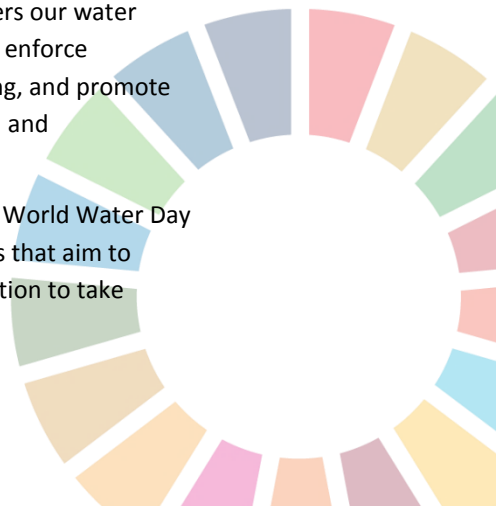 ers our water
enforce
ng, and promote
and
World Water Day
s that aim to
tion to take